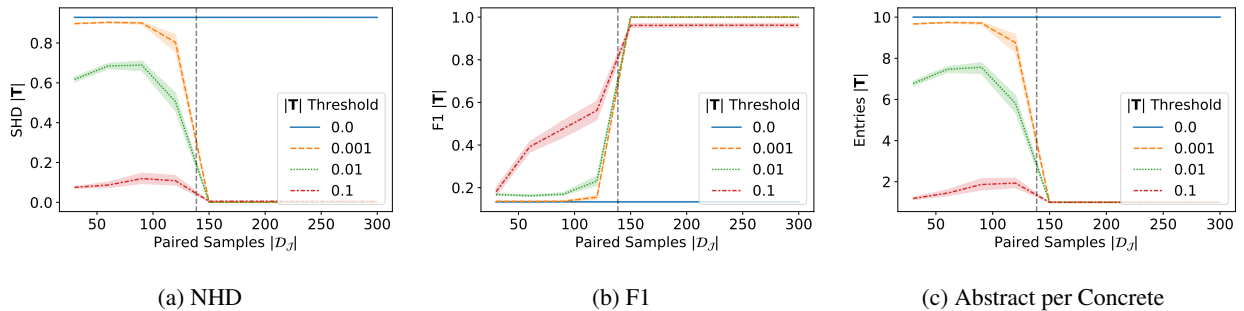 SHD |T|
0.8
0.6
0.4
0.2
0.0
50 100 150 200 250 300
Paired Samples |𝒟_𝒥|
|T| Threshold
0.0
0.001
0.01
0.1
(a) NHD
F1 |T|
1.0
0.8
0.6
0.4
0.2
50 100 150 200 250 300
Paired Samples |𝒟_𝒥|
|T| Threshold
0.0
0.001
0.01
0.1
(b) F1
Entries |T|
10
8
6
4
2
50 100 150 200 250 300
Paired Samples |𝒟_𝒥|
|T| Threshold
0.0
0.001
0.01
0.1
(c) Abstract per Concrete